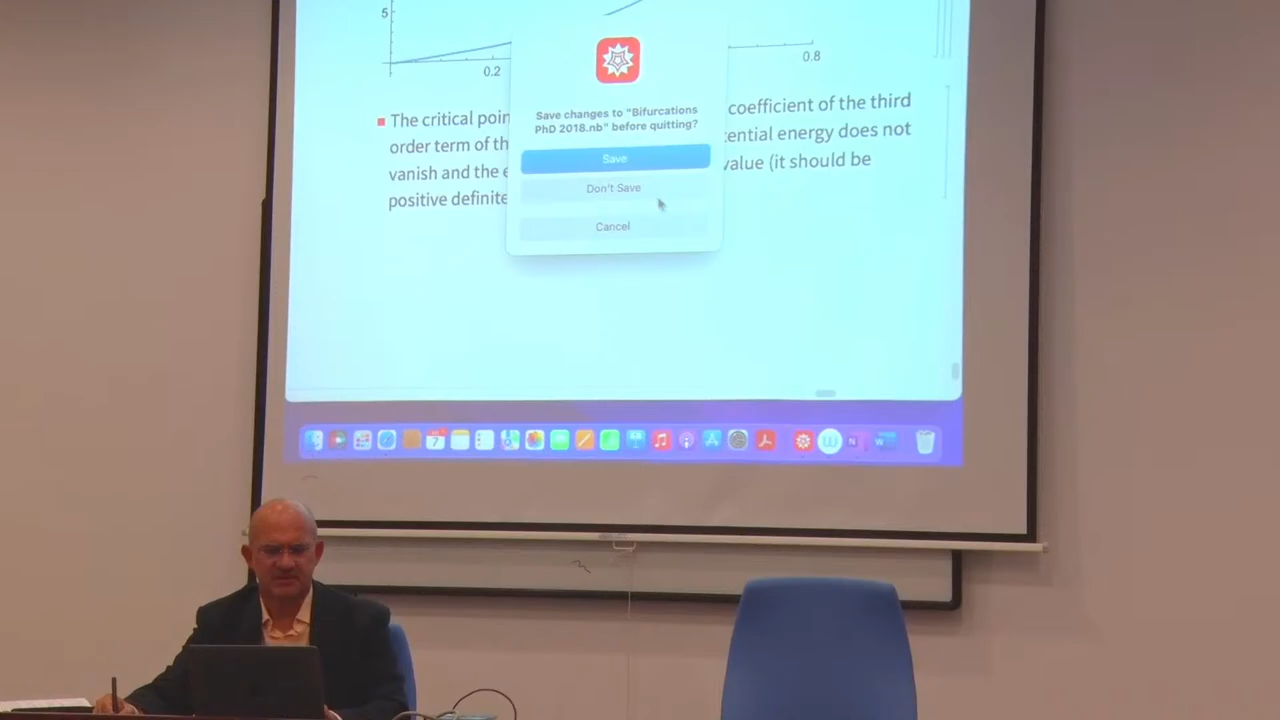 5
0.2
0.8
Save changes to "Bifurcations
PhD 2018.nb" before quitting?
Save
Don't Save
Cancel
The critical poin
coefficient of the third
order term of th
ential energy does not
vanish and the e
value (it should be
positive definite
7
N
W